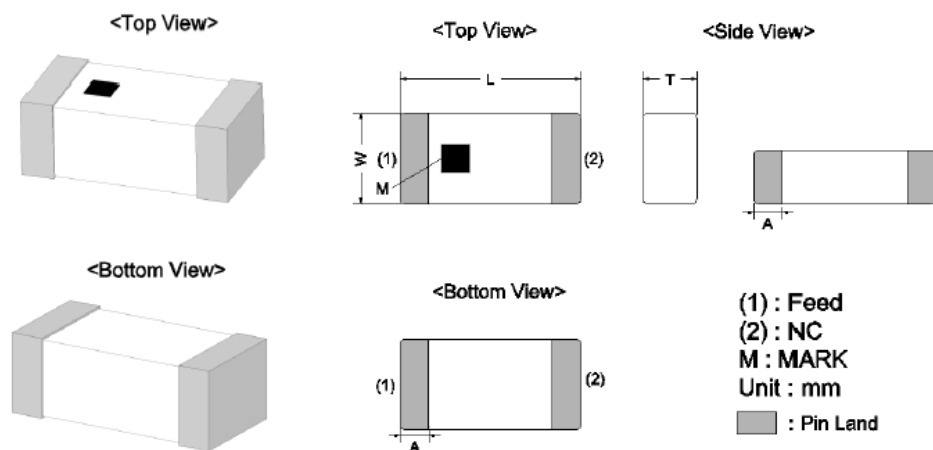 <Top View>
<Top View>
<Side View>
L
T
W
(1)
(2)
M
A
<Bottom View>
<Bottom View>
(1)
(2)
A
(1) : Feed
(2) : NC
M : MARK
Unit : mm
: Pin Land